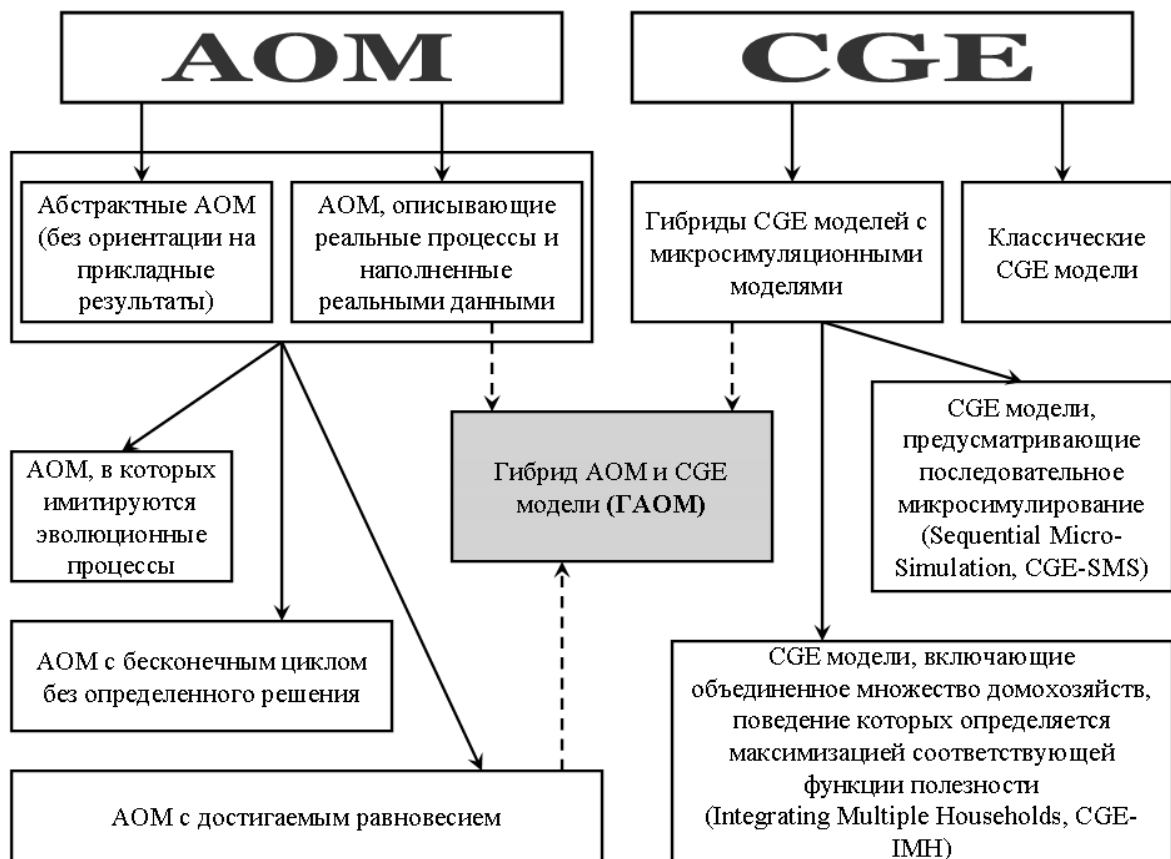 АОМ
CGE
Абстрактные АОМ
(без ориентации на
прикладные
результаты)
АОМ, описывающие
реальные процессы и
наполненные
реальными данными
Гибриды CGE моделей с
микросимуляционными
моделями
Классические
CGE модели
АОМ, в которых
имитируются
эволюционные
процессы
Гибрид АОМ и CGE
модели (ГАОМ)
CGE модели,
предусматривающие
последовательное
микросимулирование
(Sequential Micro-
Simulation, CGE-SMS)
АОМ с бесконечным циклом
без определенного решения
CGE модели, включающие
объединенное множество домохозяйств,
поведение которых определяется
максимизацией соответствующей
функции полезности
(Integrating Multiple Households, CGE-
IMH)
АОМ с достигаемым равновесием